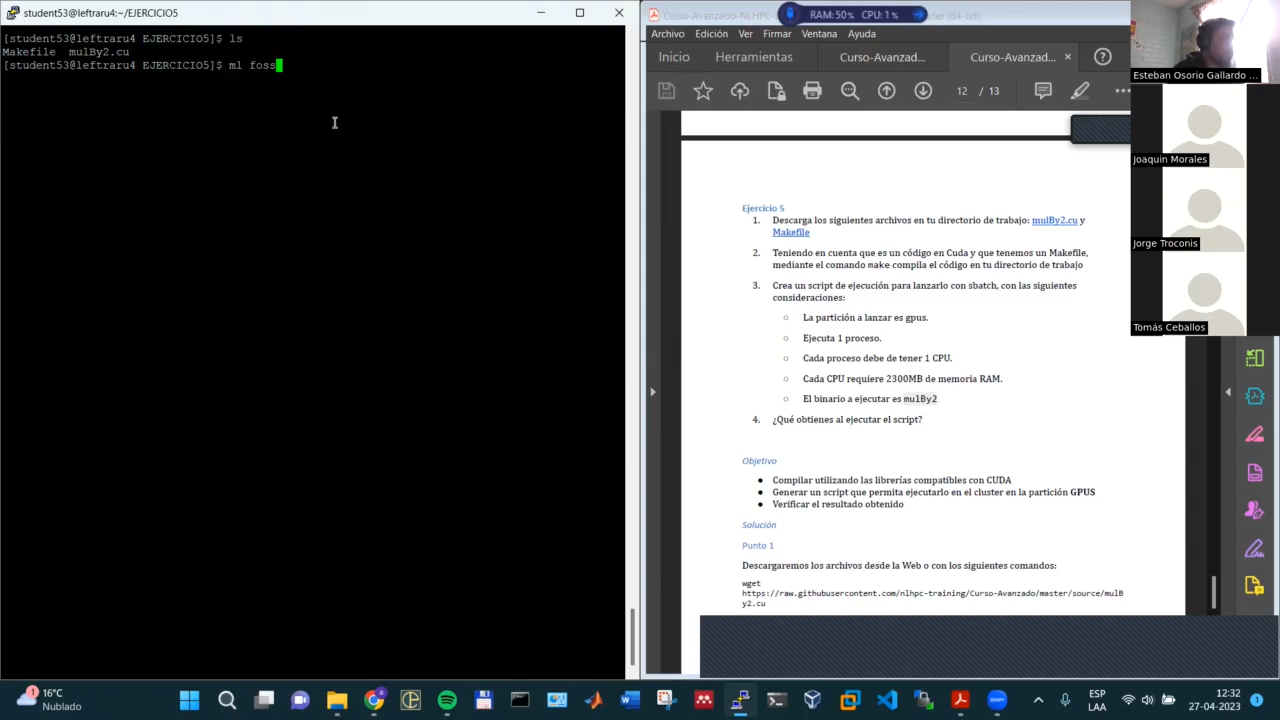 student53@leftraru4:~/EJERCICIO5
[student53@leftraru4 EJERCICIO5]$ ls
Makefile  mulBy2.cu
[student53@leftraru4 EJERCICIO5]$ ml foss
Curso-Avanzado-NLHPC
RAM: 50% CPU: 1%
(64-bit)
Archivo Edición Ver Firmar Ventana Ayuda
Inicio Herramientas Curso-Avanzad... Curso-Avanzad... ×
12 / 13
Ejercicio 5
1. Descarga los siguientes archivos en tu directorio de trabajo: mulBy2.cu y
Makefile
2. Teniendo en cuenta que es un código en Cuda y que tenemos un Makefile,
mediante el comando make compila el código en tu directorio de trabajo
3. Crea un script de ejecución para lanzarlo con sbatch, con las siguientes
consideraciones:
○ La partición a lanzar es gpus.
○ Ejecuta 1 proceso.
○ Cada proceso debe de tener 1 CPU.
○ Cada CPU requiere 2300MB de memoria RAM.
○ El binario a ejecutar es mulBy2
4. ¿Qué obtienes al ejecutar el script?
Objetivo
● Compilar utilizando las librerías compatibles con CUDA
● Generar un script que permita ejecutarlo en el cluster en la partición GPUS
● Verificar el resultado obtenido
Solución
Punto 1
Descargaremos los archivos desde la Web o con los siguientes comandos:
wget
https://raw.githubusercontent.com/nlhpc-training/Curso-Avanzado/master/source/mulB
y2.cu
Esteban Osorio Gallardo ...
Joaquin Morales
Jorge Troconis
Tomás Ceballos
1
16°C
Nublado
ESP
LAA
12:32
27-04-2023